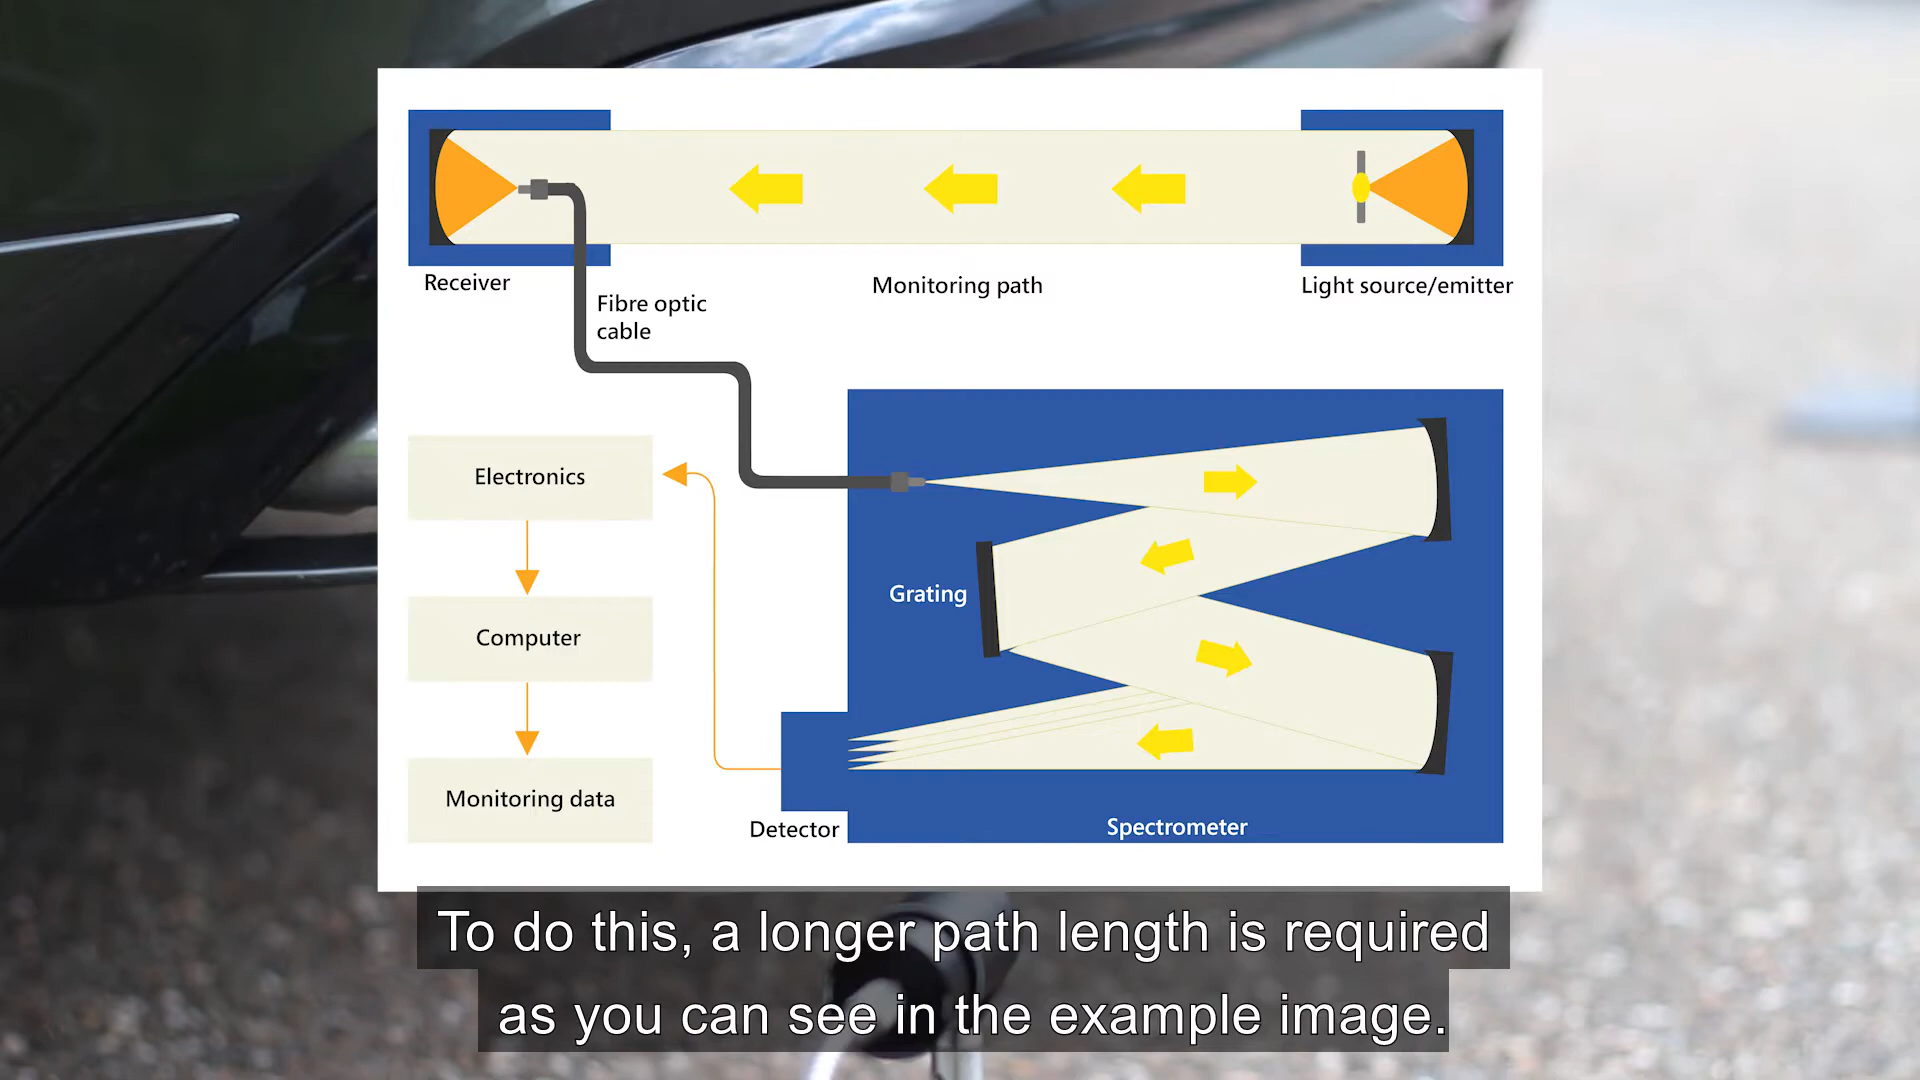 Receiver
Monitoring path
Light source/emitter
Fibre optic
cable
Electronics
Computer
Monitoring data
Grating
Detector
Spectrometer
To do this, a longer path length is required
as you can see in the example image.